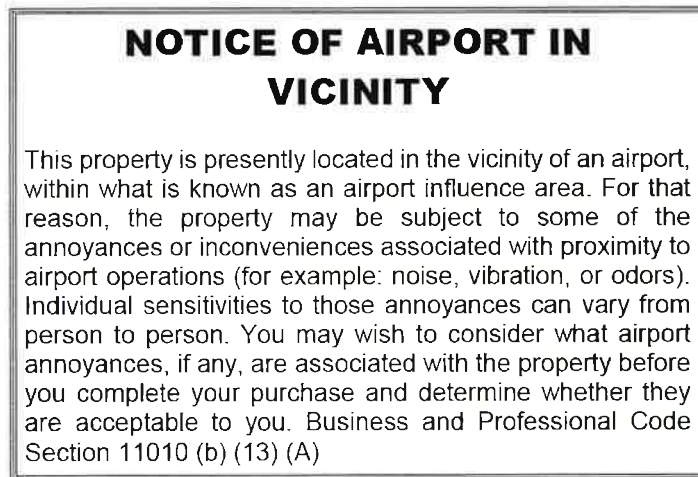 NOTICE OF AIRPORT IN
VICINITY
This property is presently located in the vicinity of an airport,
within what is known as an airport influence area. For that
reason, the property may be subject to some of the
annoyances or inconveniences associated with proximity to
airport operations (for example: noise, vibration, or odors).
Individual sensitivities to those annoyances can vary from
person to person. You may wish to consider what airport
annoyances, if any, are associated with the property before
you complete your purchase and determine whether they
are acceptable to you. Business and Professional Code
Section 11010 (b) (13) (A)